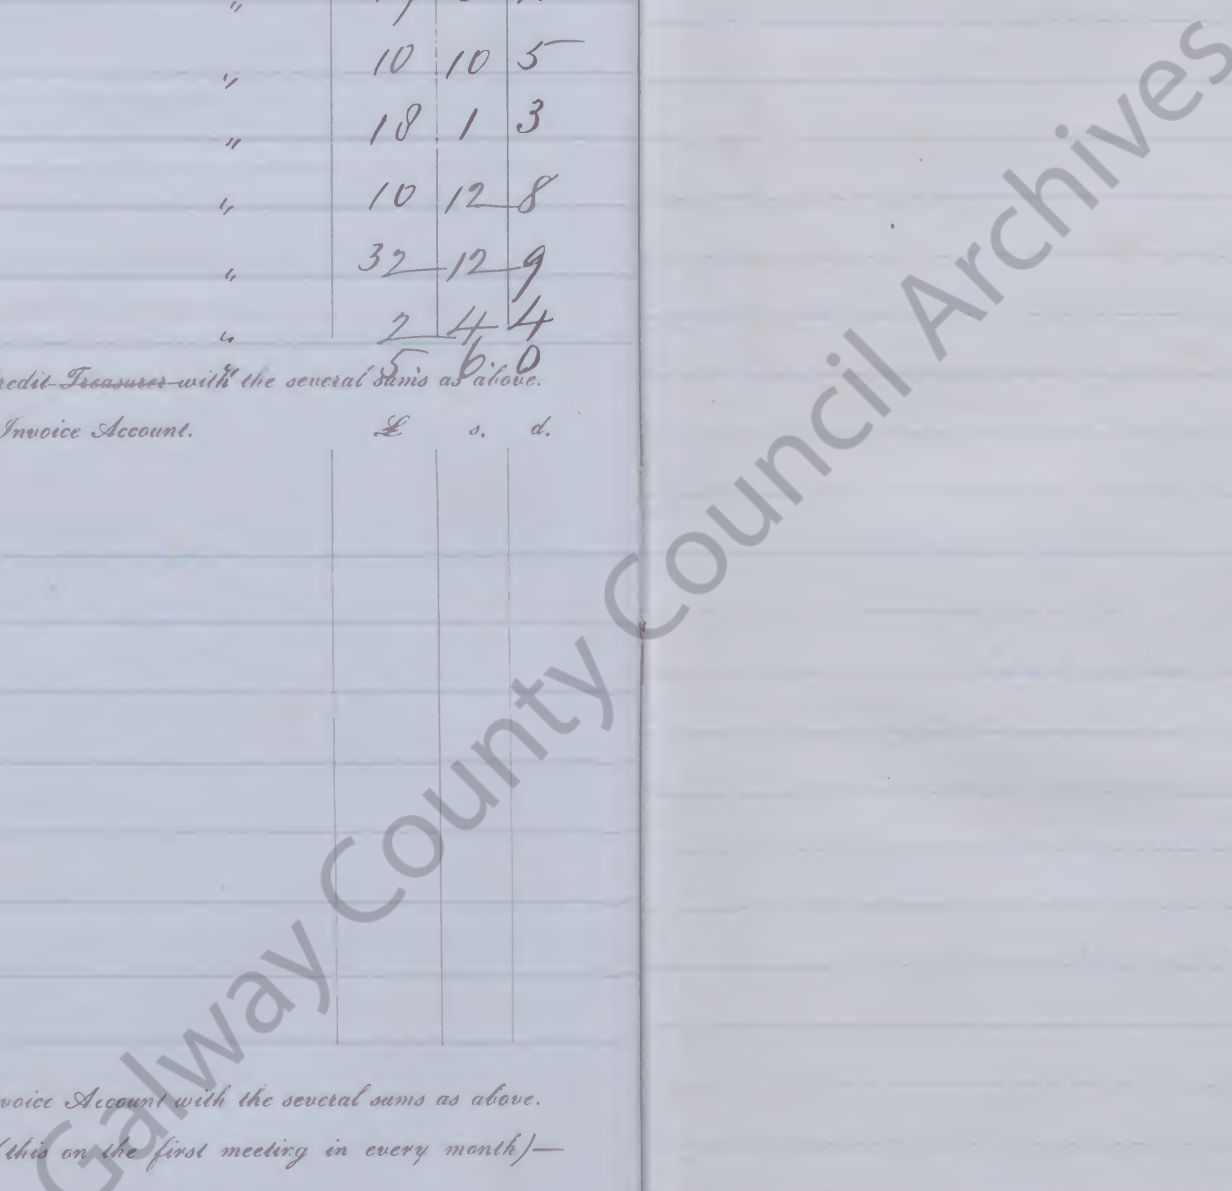 "
" 10 10 5
" 18 1 3
" 10 12 8
" 32 12 9
" 2 4 4
" 5 6 0
redit Treasurer with the several sums as above.
Invoice Account. £ s. d.
voice Account with the several sums as above.
(this on the first meeting in every month)—
Galway County Council Archives